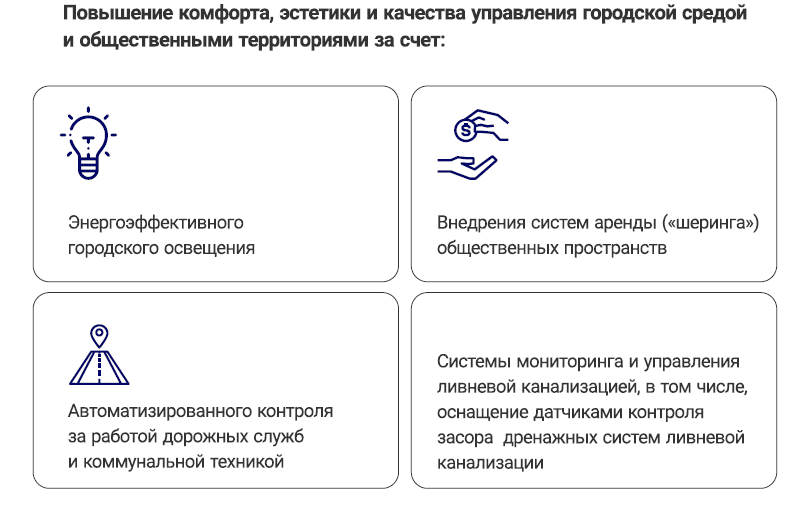 Повышение комфорта, эстетики и качества управления городской средой
и общественными территориями за счет:
Энергоэффективного
городского освещения
Внедрения систем аренды («шеринга»)
общественных пространств
Автоматизированного контроля
за работой дорожных служб
и коммунальной техникой
Системы мониторинга и управления
ливневой канализацией, в том числе,
оснащение датчиками контроля
засора дренажных систем ливневой
канализации